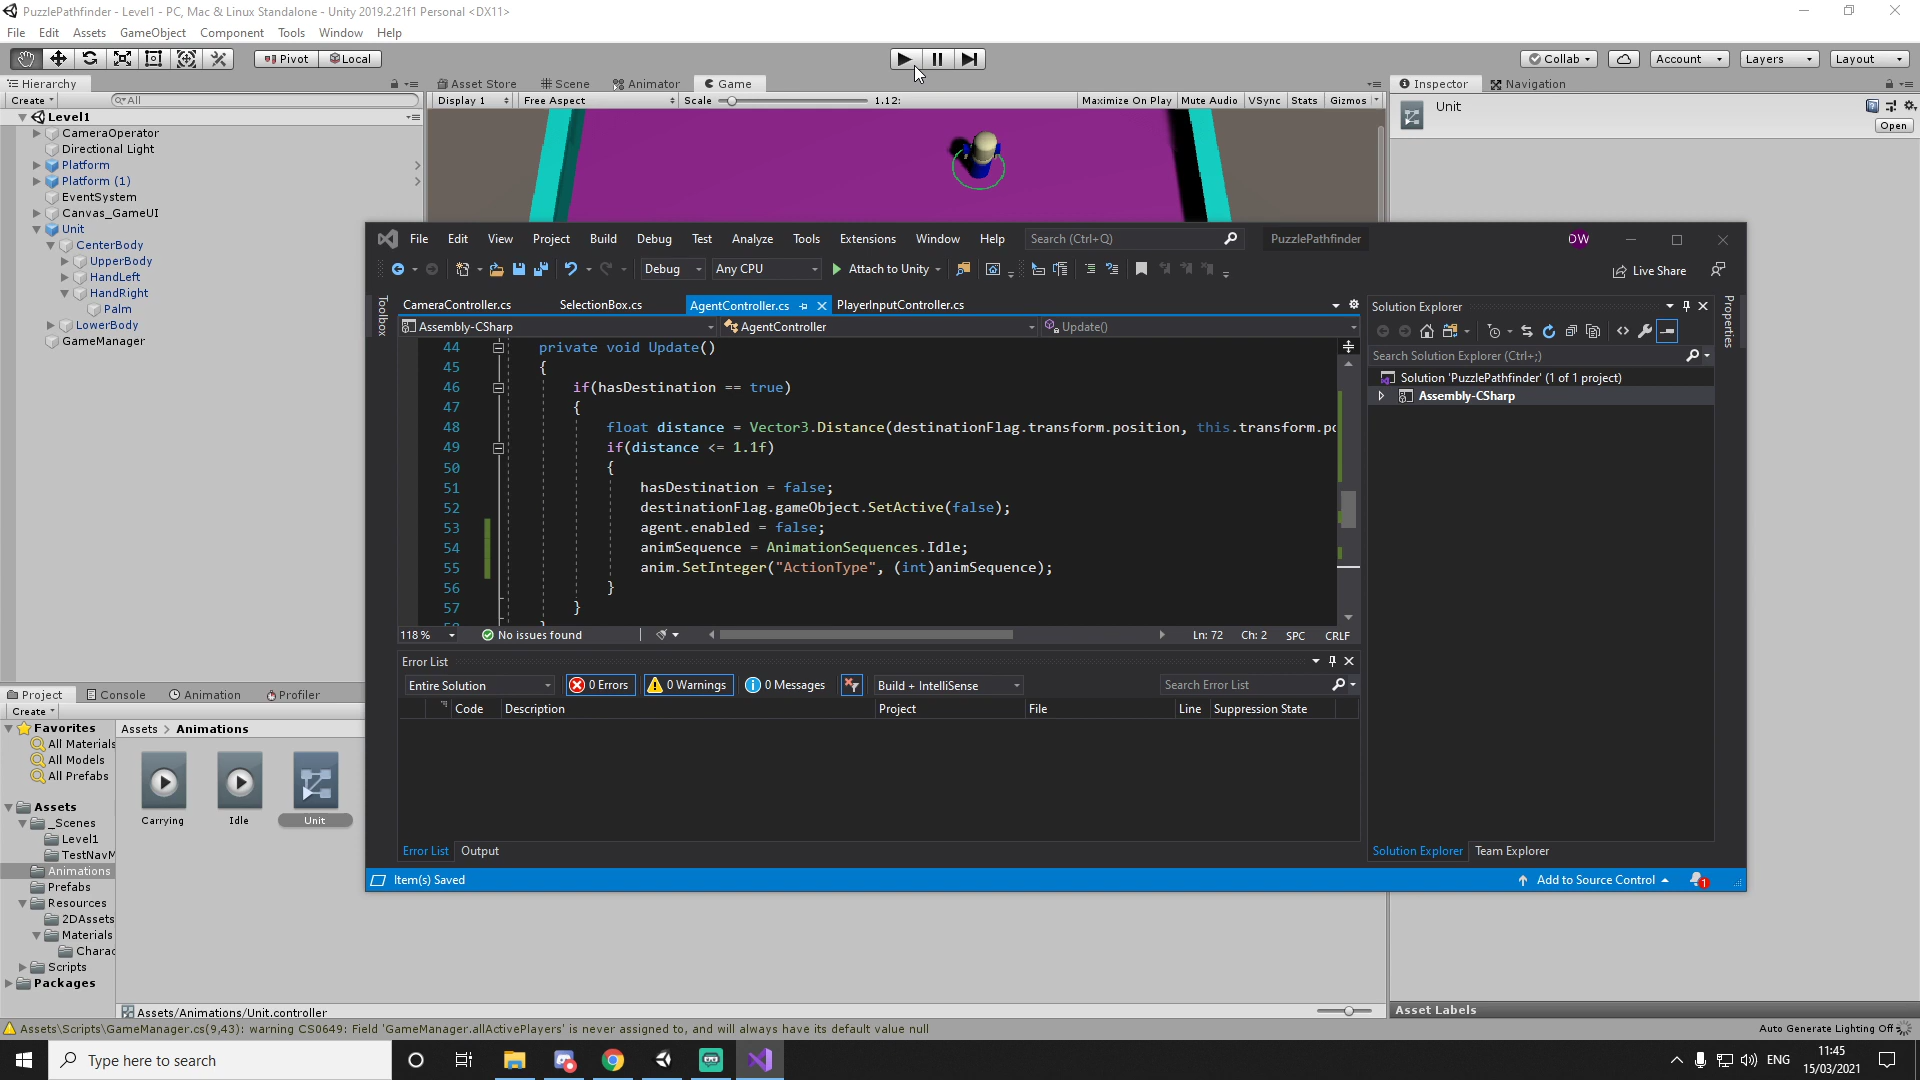 PuzzlePathfinder - Level1 - PC, Mac & Linux Standalone - Unity 2019.2.21f1 Personal <DX11>
File Edit Assets GameObject Component Tools Window Help
Pivot Local Collab Account Layers Layout
Hierarchy
Create All
Level1
CameraOperator
Directional Light
Platform
Platform (1)
EventSystem
Canvas_GameUI
Unit
CenterBody
UpperBody
HandLeft
HandRight
Palm
LowerBody
GameManager
Asset Store Scene Animator Game
Display 1 Free Aspect Scale 1.12: Maximize On Play Mute Audio VSync Stats Gizmos
Inspector Navigation
Unit
Open
File Edit View Project Build Debug Test Analyze Tools Extensions Window Help Search (Ctrl+Q) PuzzlePathfinder DW
Debug Any CPU Attach to Unity Live Share
Toolbox
CameraController.cs SelectionBox.cs AgentController.cs PlayerInputController.cs
Assembly-CSharp AgentController Update()
44 private void Update()
45 {
46 if(hasDestination == true)
47 {
48 float distance = Vector3.Distance(destinationFlag.transform.position, this.transform.po
49 if(distance <= 1.1f)
50 {
51 hasDestination = false;
52 destinationFlag.gameObject.SetActive(false);
53 agent.enabled = false;
54 animSequence = AnimationSequences.Idle;
55 anim.SetInteger("ActionType", (int)animSequence);
56 }
57 }
118 % No issues found Ln: 72 Ch: 2 SPC CRLF
Error List
Entire Solution 0 Errors 0 Warnings 0 Messages Build + IntelliSense Search Error List
Code Description Project File Line Suppression State
Error List Output
Solution Explorer
Search Solution Explorer (Ctrl+;)
Solution 'PuzzlePathfinder' (1 of 1 project)
Assembly-CSharp
Solution Explorer Team Explorer
Properties
Item(s) Saved Add to Source Control 1
Project Console Animation Profiler
Create
Favorites
All Materials
All Models
All Prefabs
Assets
_Scenes
Level1
TestNavM
Animations
Prefabs
Resources
2DAssets
Materials
Charac
Scripts
Packages
Assets > Animations
Carrying Idle Unit
Assets/Animations/Unit.controller
Asset Labels
Assets\Scripts\GameManager.cs(9,43): warning CS0649: Field 'GameManager.allActivePlayers' is never assigned to, and will always have its default value null
Auto Generate Lighting Off
Type here to search
ENG
11:45
15/03/2021